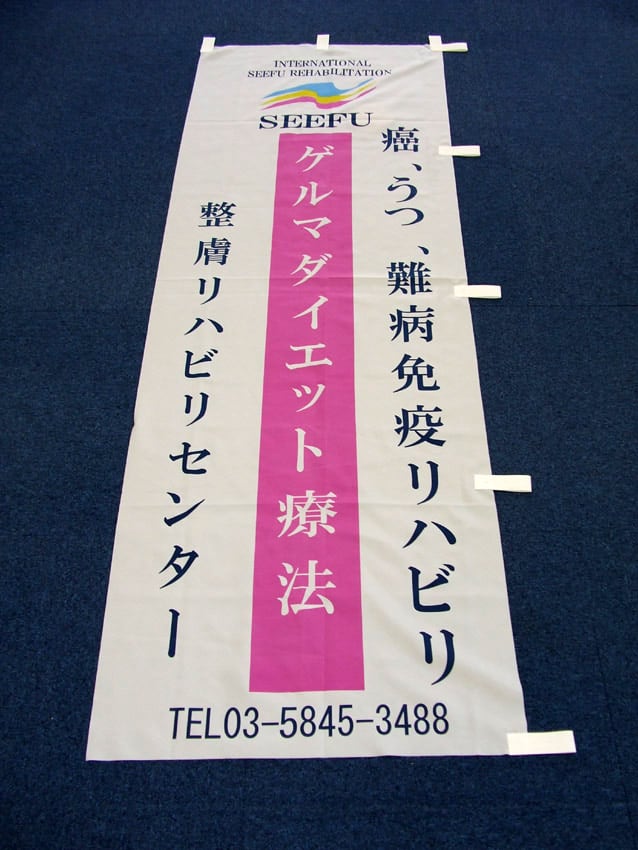 INTERNATIONAL
SEEFU REHABILITATION
SEEFU
癌、うつ、難病免疫リハビリ
ゲルマダイエット療法
整膚リハビリセンター
TEL03-5845-3488